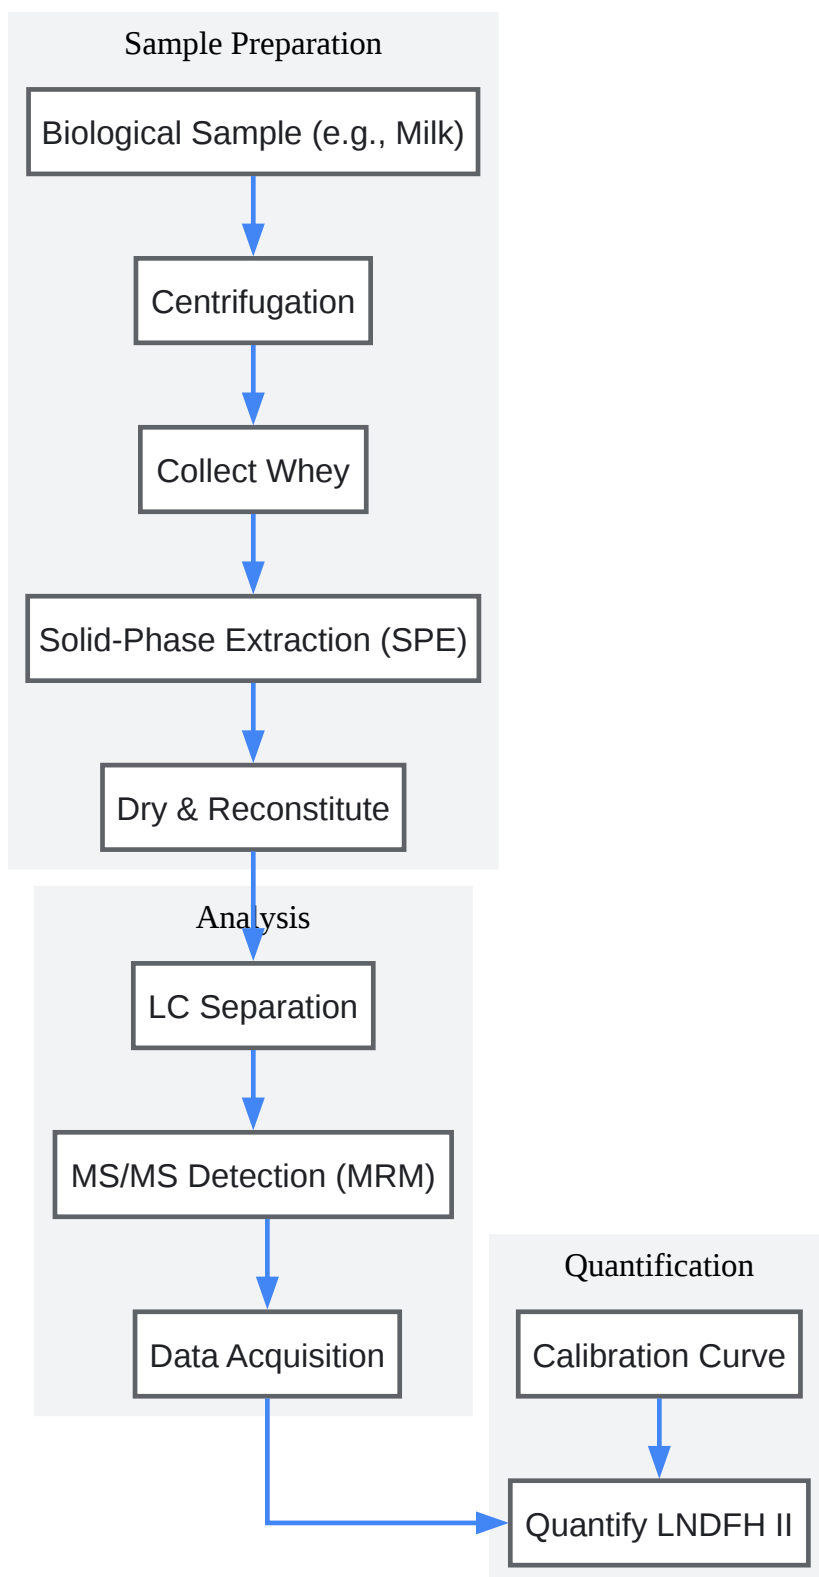 Sample Preparation
Biological Sample (e.g., Milk)
Centrifugation
Collect Whey
Solid-Phase Extraction (SPE)
Dry & Reconstitute
Analysis
LC Separation
MS/MS Detection (MRM)
Data Acquisition
Quantification
Calibration Curve
Quantify LNDFH II